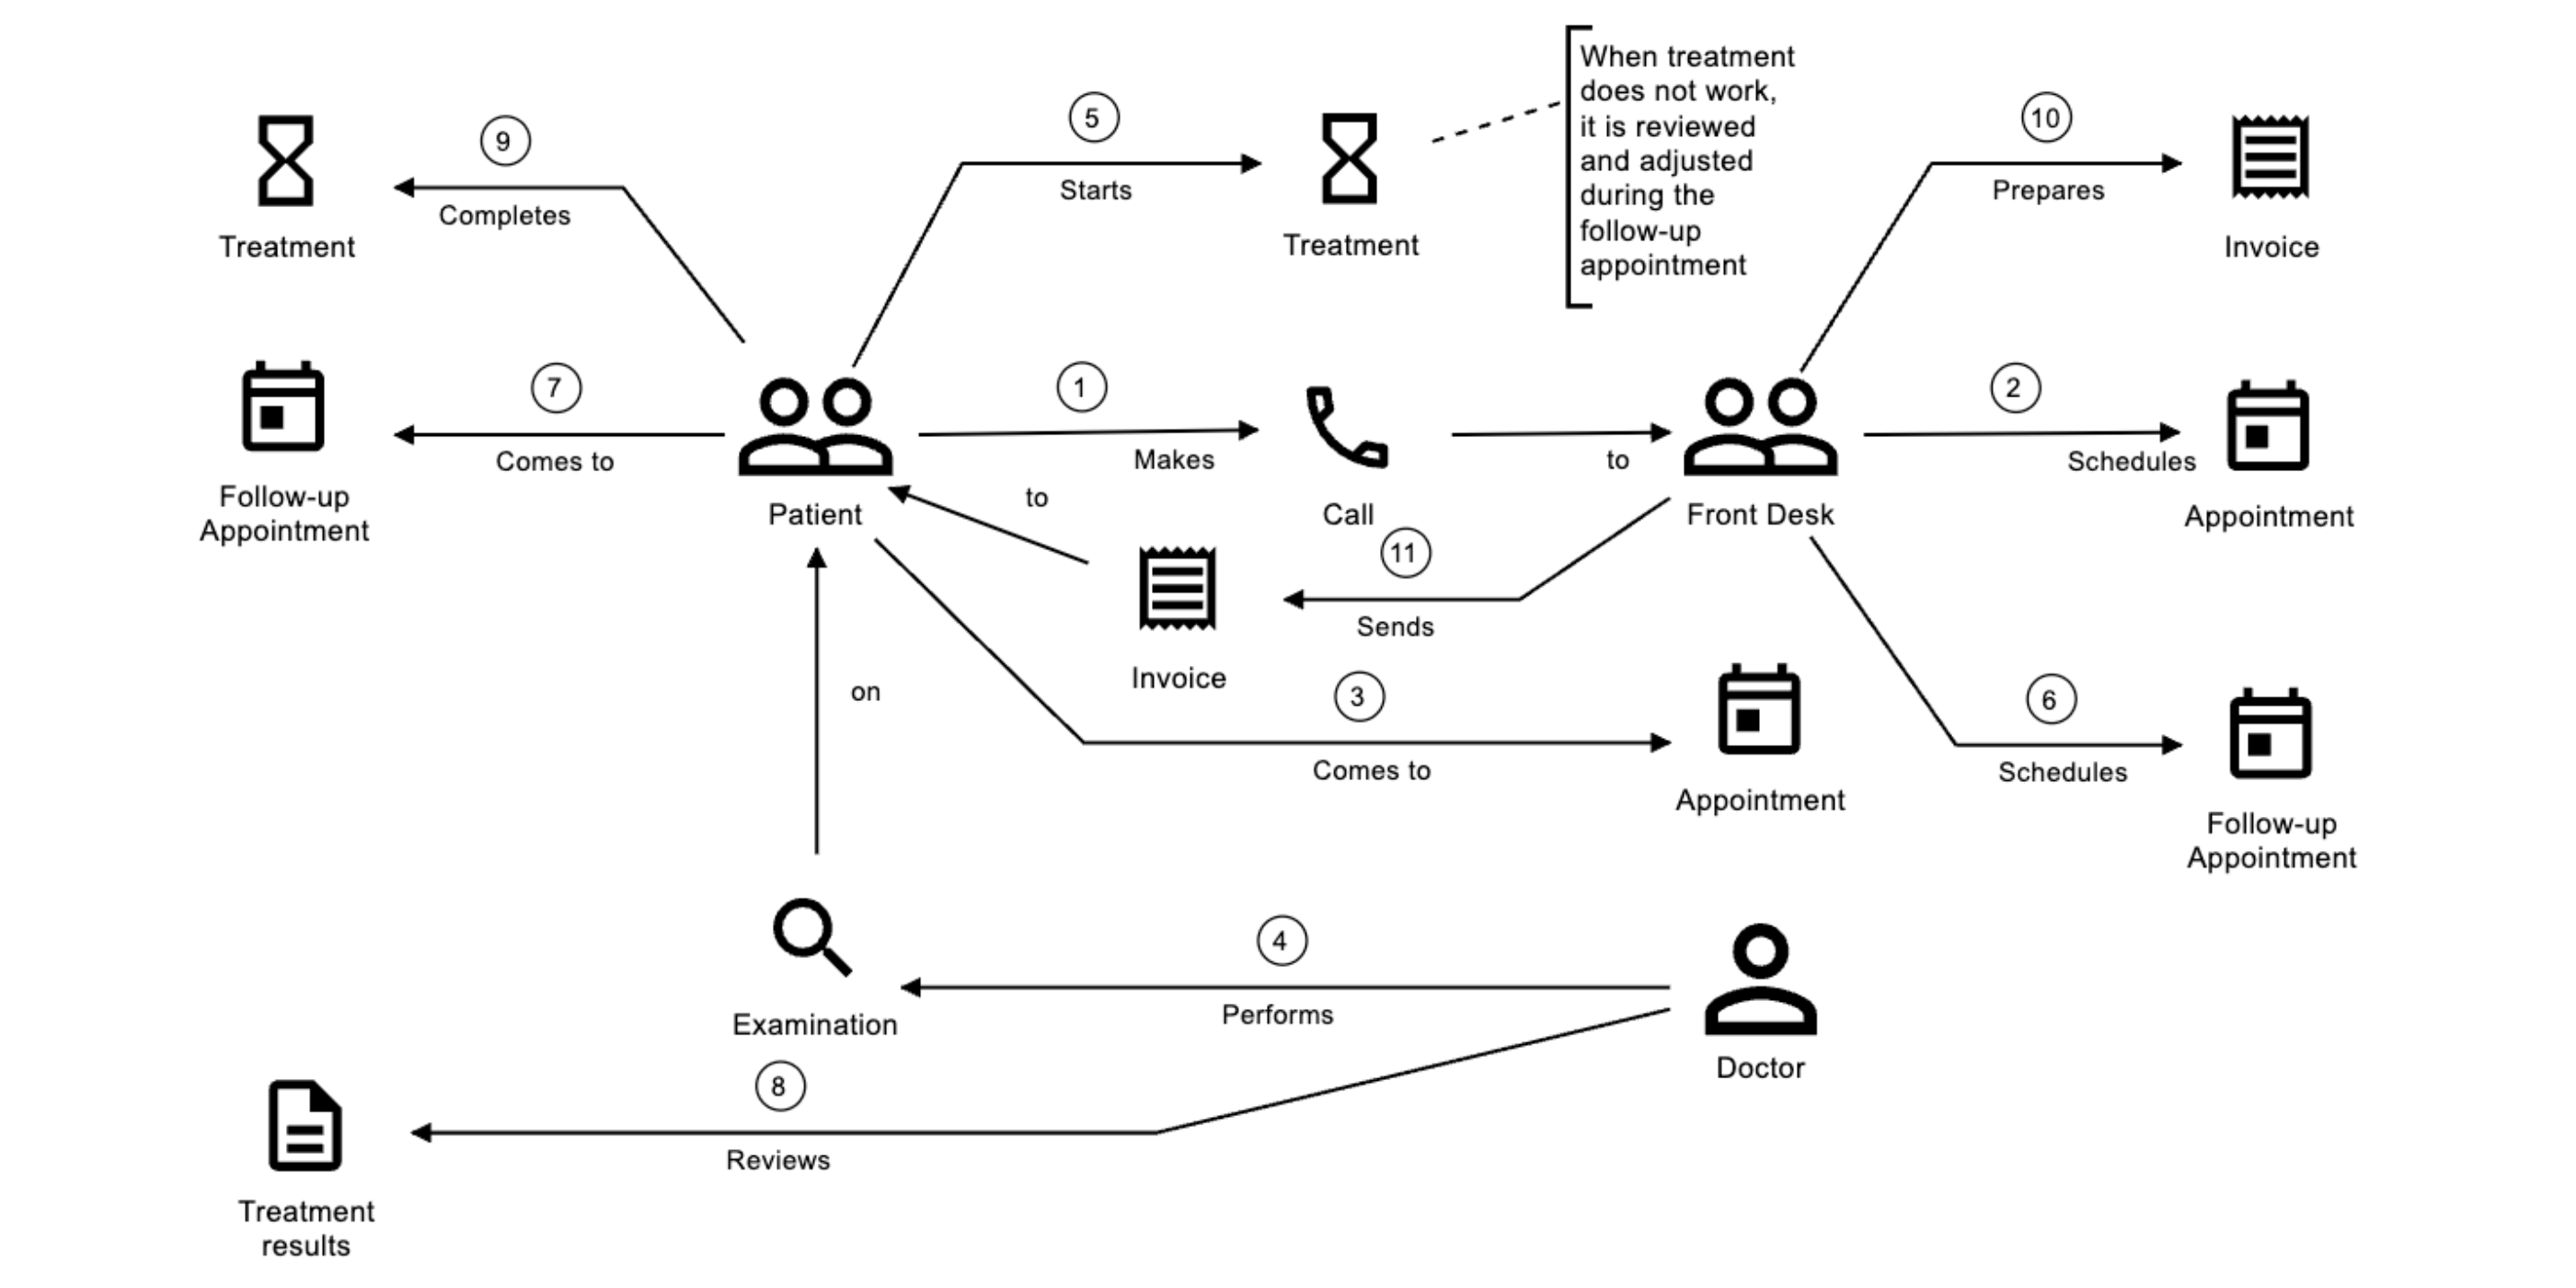 When treatment
does not work,
it is reviewed
and adjusted
during the
follow-up
appointment
9
Completes
Treatment
5
Starts
Treatment
10
Prepares
Invoice
7
Comes to
Follow-up
Appointment
Patient
1
Makes
Call
to
Front Desk
2
Schedules
Appointment
to
11
Sends
Invoice
on
3
Comes to
Appointment
6
Schedules
Follow-up
Appointment
Examination
4
Performs
Doctor
8
Reviews
Treatment
results